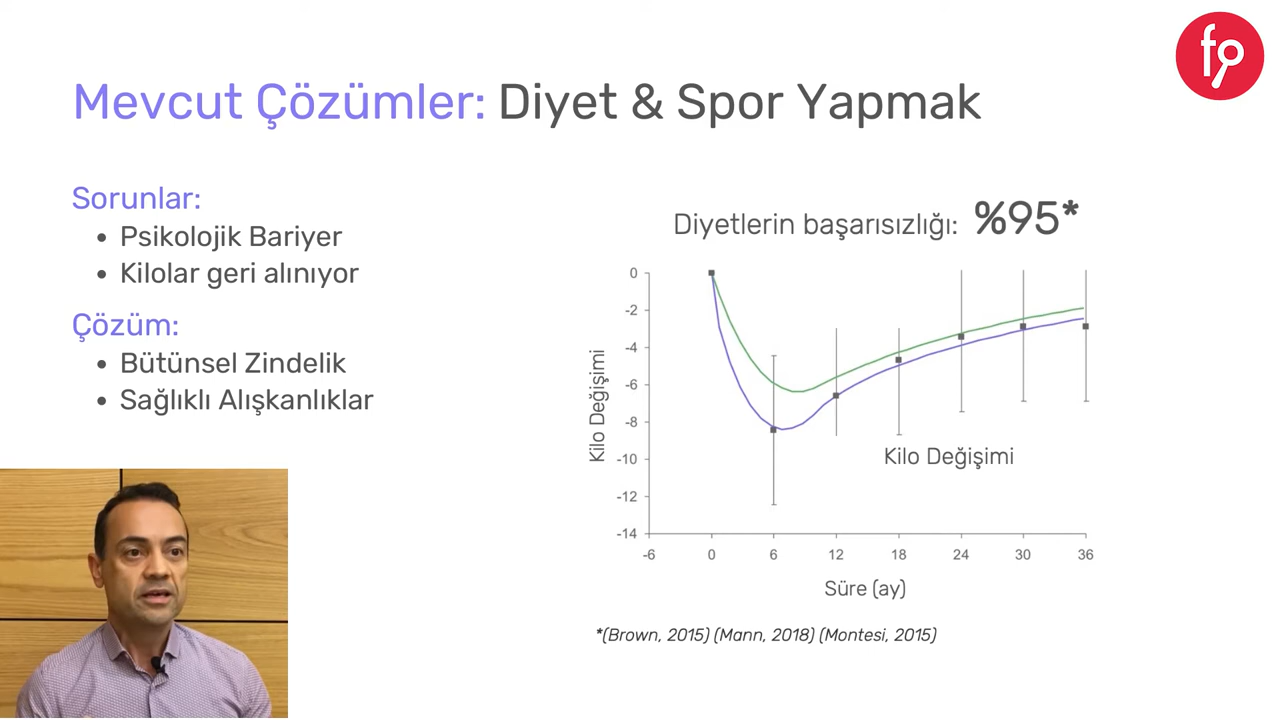 fp
Mevcut Çözümler: Diyet & Spor Yapmak
Sorunlar:
• Psikolojik Bariyer
• Kilolar geri alınıyor
Çözüm:
• Bütünsel Zindelik
• Sağlıklı Alışkanlıklar
Diyetlerin başarısızlığı: %95*
0
-2
-4
-6
-8
-10
-12
-14
Kilo Değişimi
Kilo Değişimi
-6 0 6 12 18 24 30 36
Süre (ay)
*(Brown, 2015) (Mann, 2018) (Montesi, 2015)